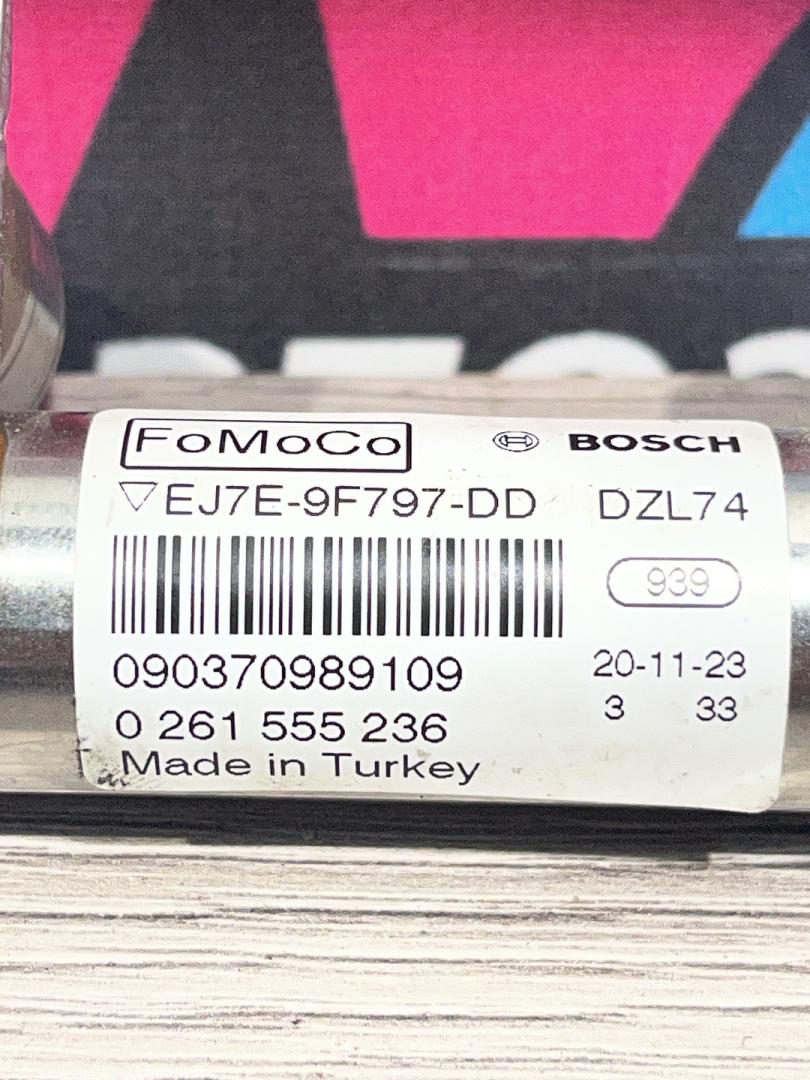 FoMoCo BOSCH
EJ7E-9F797-DD DZL74
939
090370989109 20-11-23
0 261 555 236 3 33
Made in Turkey